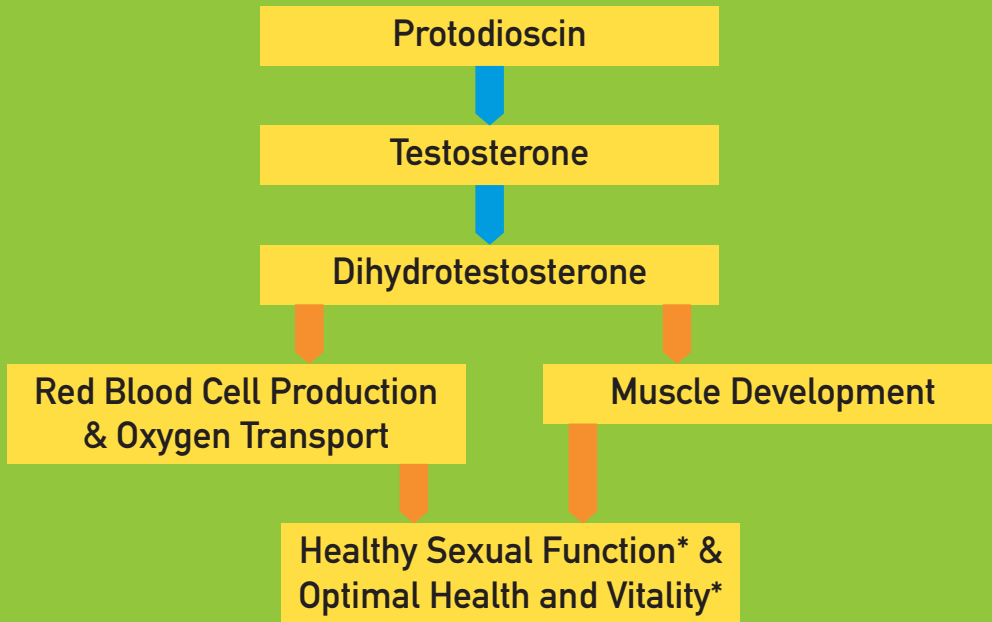 Protodioscin
Testosterone
Dihydrotestosterone
Red Blood Cell Production
& Oxygen Transport
Muscle Development
Healthy Sexual Function* &
Optimal Health and Vitality*